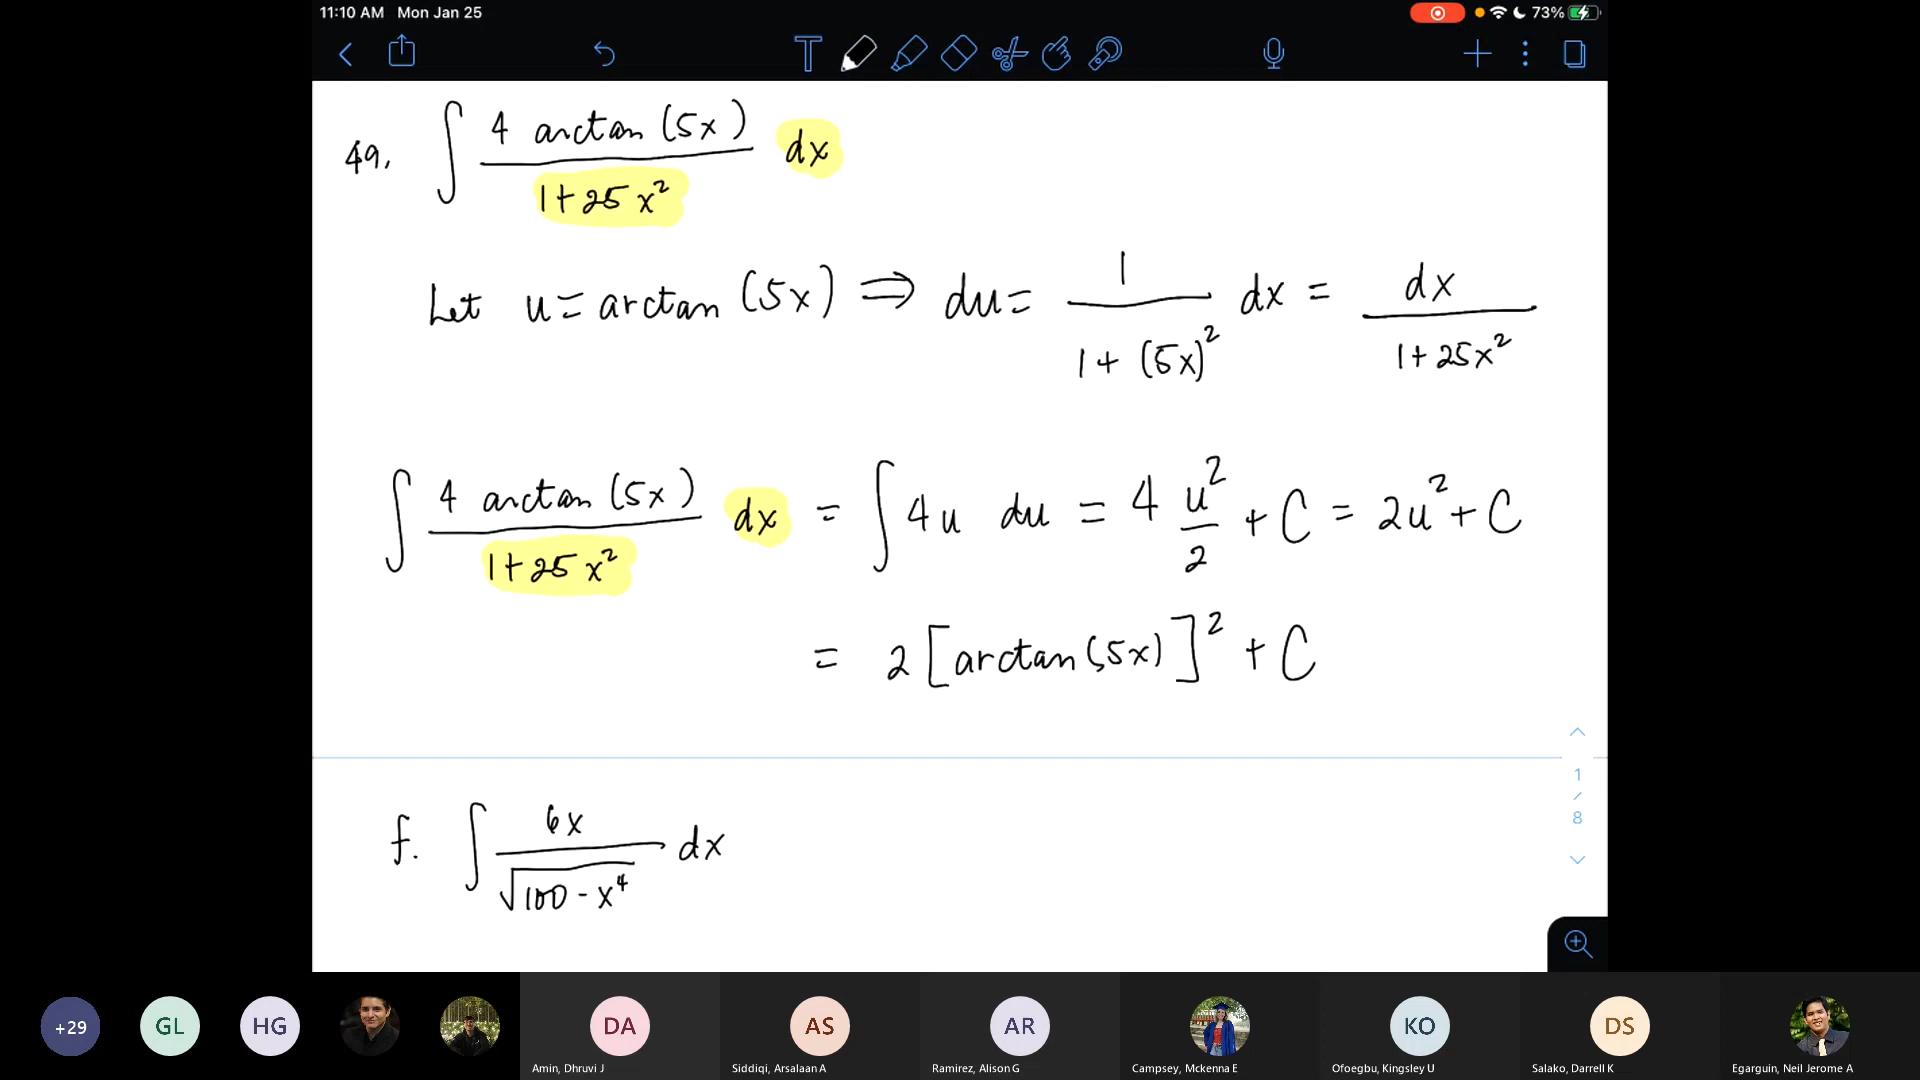 11:10 AM Mon Jan 25
73%
49. ∫ 4 arctan (5x) / 1+25x² dx
Let u = arctan (5x) ⇒ du = 1 / 1+(5x)² dx = dx / 1+25x²
∫ 4 arctan (5x) / 1+25x² dx = ∫ 4u du = 4 u²/2 + C = 2u² + C
= 2 [arctan(5x)]² + C
1 / 8
f. ∫ 6x / √100-x⁴ dx
+29 GL HG DA AS AR KO DS
Amin, Dhruvi J Siddiqi, Arsalaan A Ramirez, Alison G Campsey, Mckenna E Ofoegbu, Kingsley U Salako, Darrell K Egarguin, Neil Jerome A